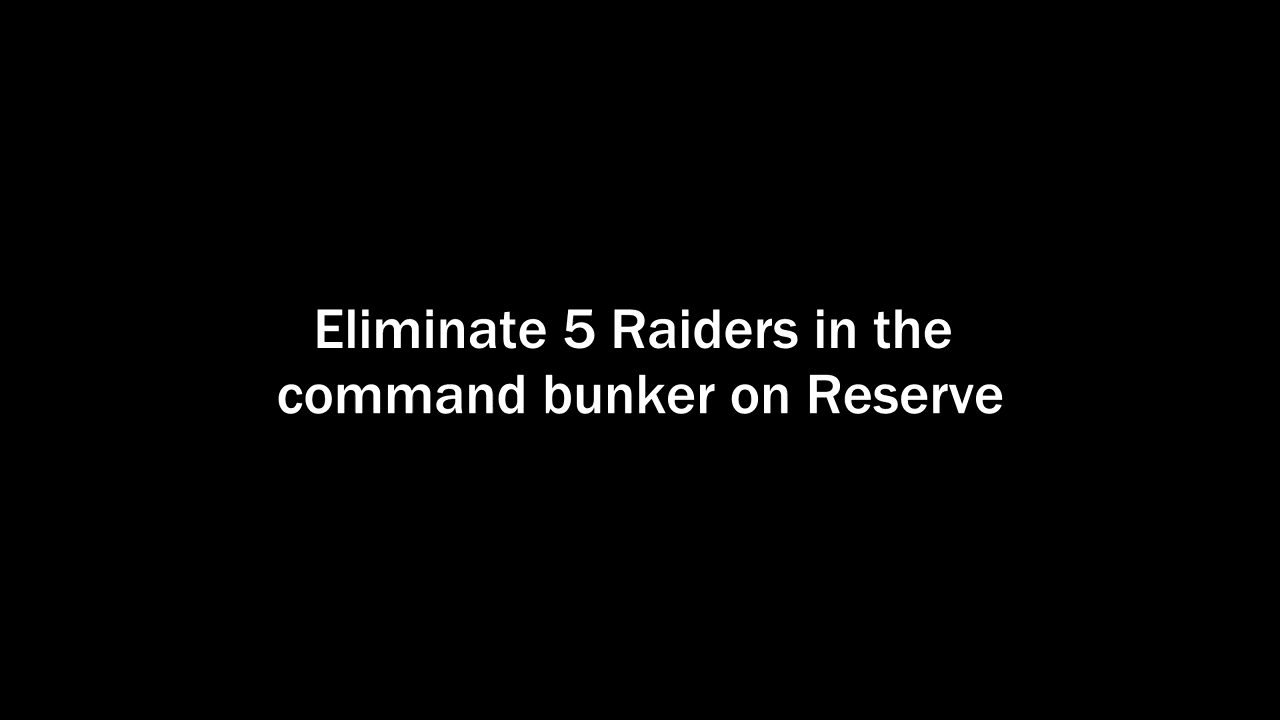 Eliminate 5 Raiders in the
command bunker on Reserve